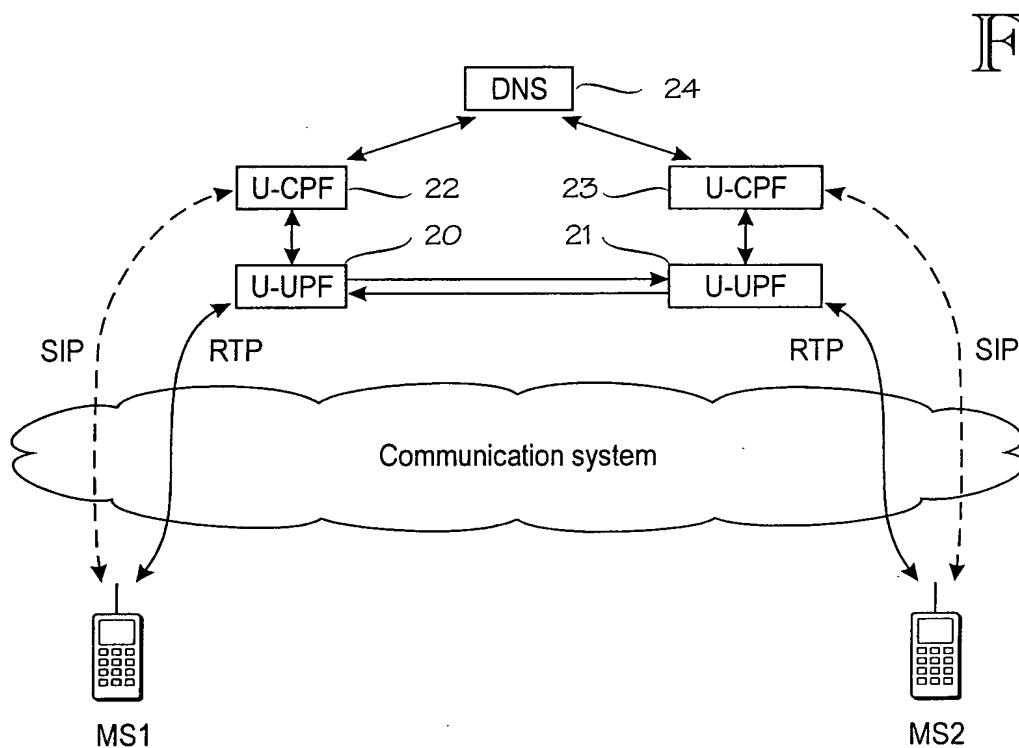 F
DNS 24
U-CPF 22 23 U-CPF
20 21
U-UPF U-UPF
SIP RTP RTP SIP
Communication system
MS1 MS2